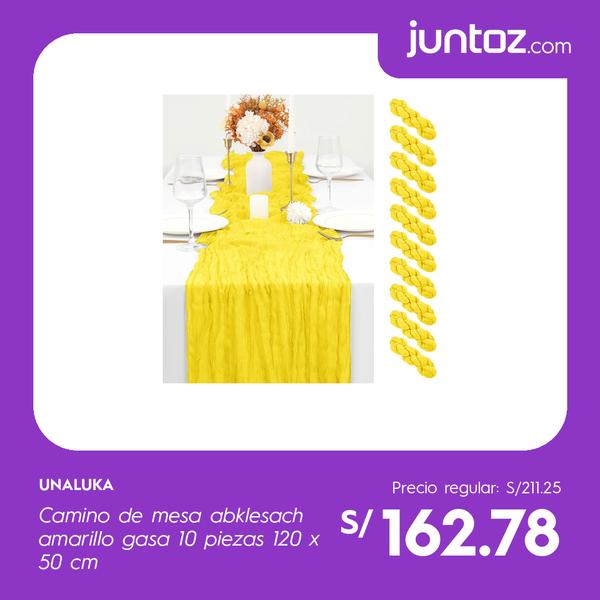 juntoz.com
UNALUKA
Camino de mesa abklesach
amarillo gasa 10 piezas 120 x
50 cm
Precio regular: S/211.25
S/162.78